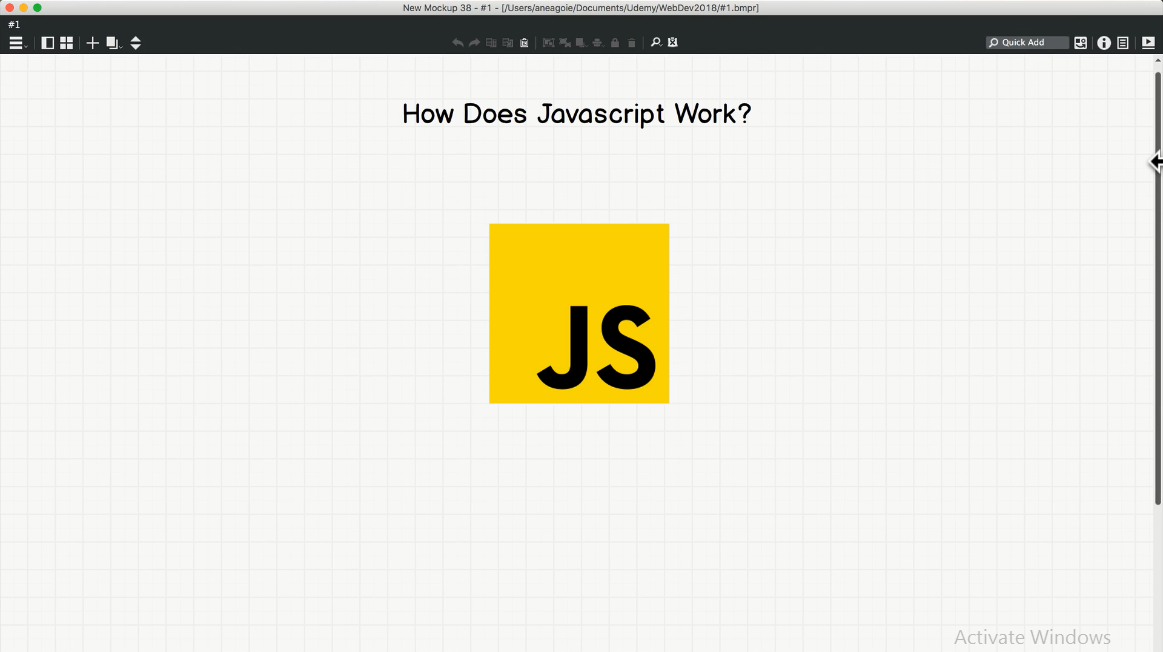 New Mockup 38 - #1 - [/Users/aneagoie/Documents/Udemy/WebDev2018/#1.bmpr]
#1
Quick Add
How Does Javascript Work?
JS
Activate Windows